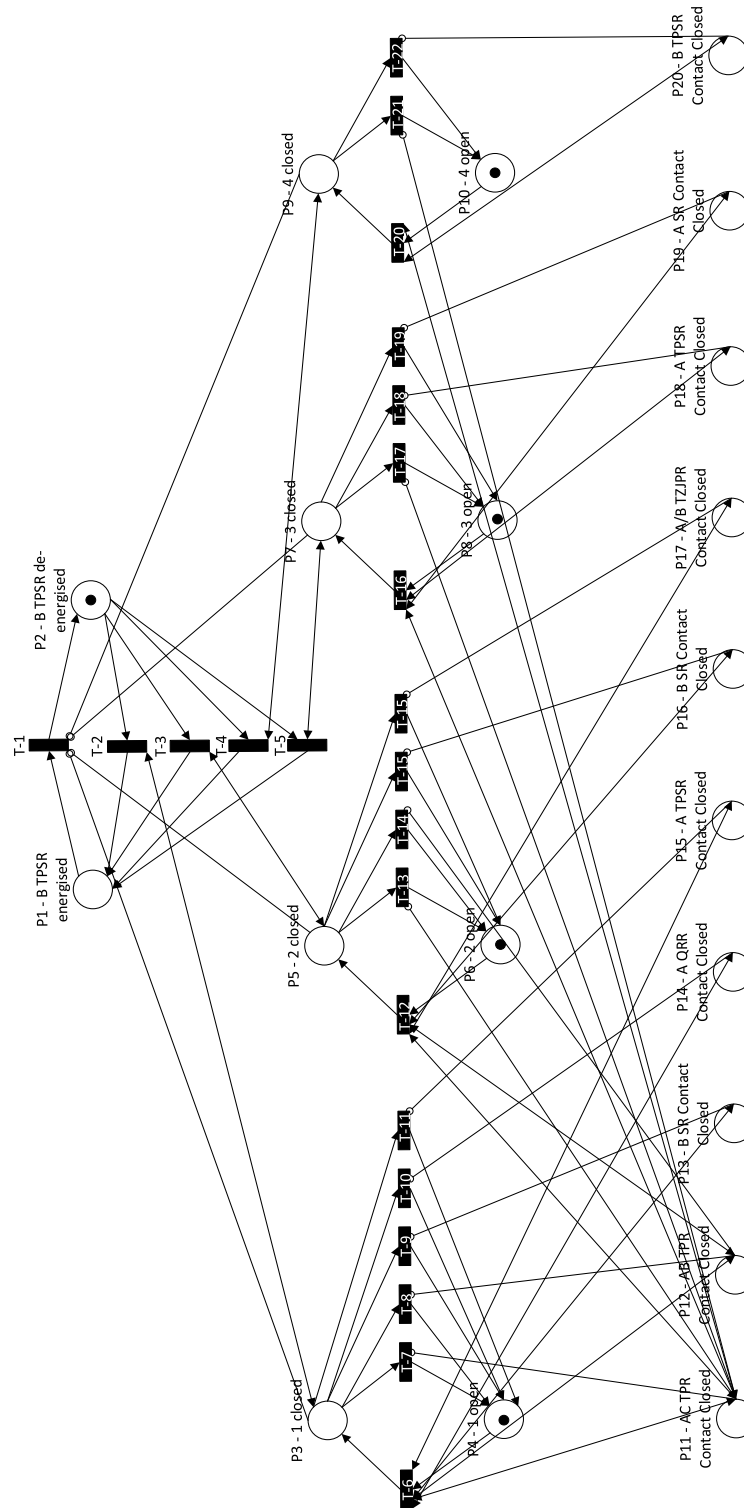 T-1
T-2
T-3
T-4
T-5
P1 - B TPSR
energised
P2 - B TPSR de-
energised
P3 - 1 closed
P5 - 2 closed
P7 - 3 closed
P9 - 4 closed
T-6
T-7
T-8
T-9
T-10
T-11
T-12
T-13
T-14
T-15
T-15
T-16
T-17
T-18
T-19
T-20
T-21
T-22
P4 - 1 open
P6 - 2 open
P8 - 3 open
P10 - 4 open
P11 - AC TPR
Contact Closed
P12 - AB TPR
Contact Closed
P13 - B SR Contact
Closed
P14 - A QRR
Contact Closed
P15 - A TPSR
Contact Closed
P16 - B SR Contact
Closed
P17 - A/B TZJPR
Contact Closed
P18 - A TPSR
Contact Closed
P19 - A SR Contact
Closed
P20 - B TPSR
Contact Closed